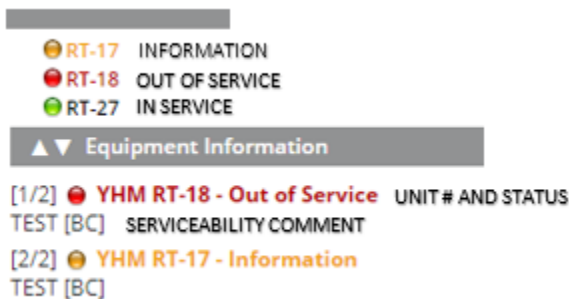 RT-17 INFORMATION
RT-18 OUT OF SERVICE
RT-27 IN SERVICE
▲▼ Equipment Information
[1/2] YHM RT-18 - Out of Service UNIT # AND STATUS
TEST [BC] SERVICEABILITY COMMENT
[2/2] YHM RT-17 - Information
TEST [BC]